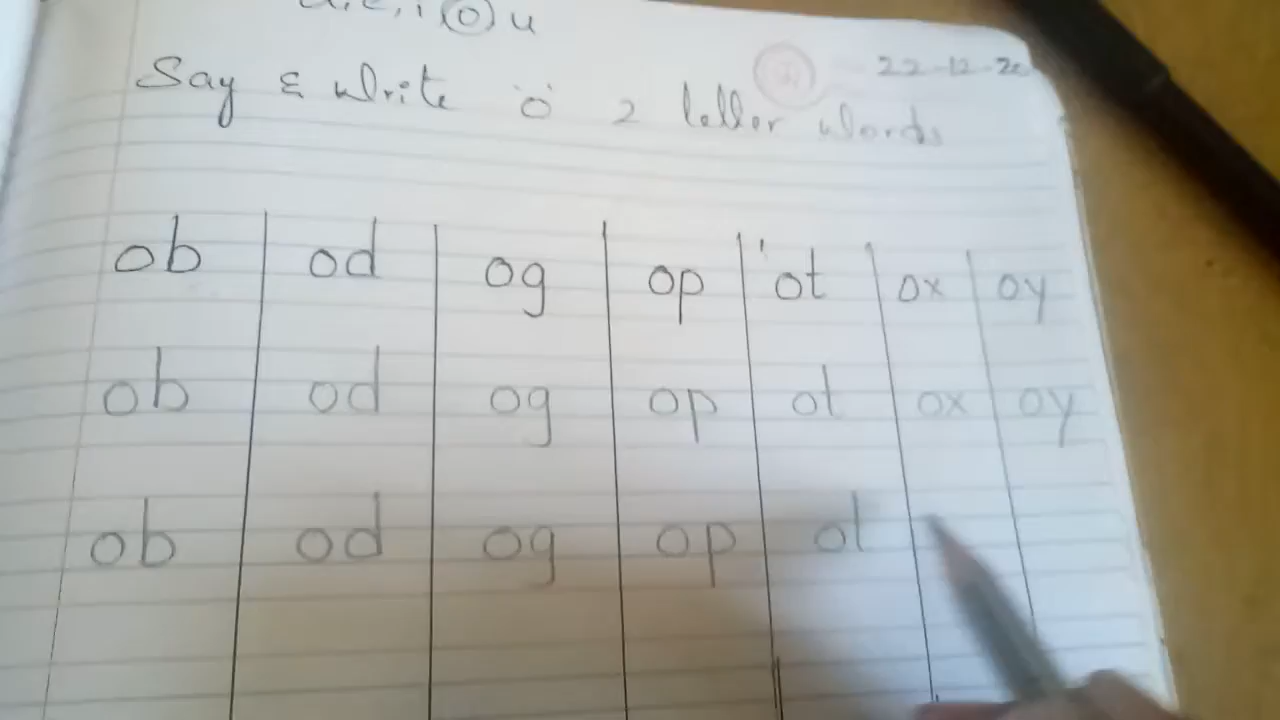 a, e, i, o u
22-12-20
Say & Write 'o' 2 letter words
ob od og op ot ox oy
ob od og op ot ox oy
ob od og op ot